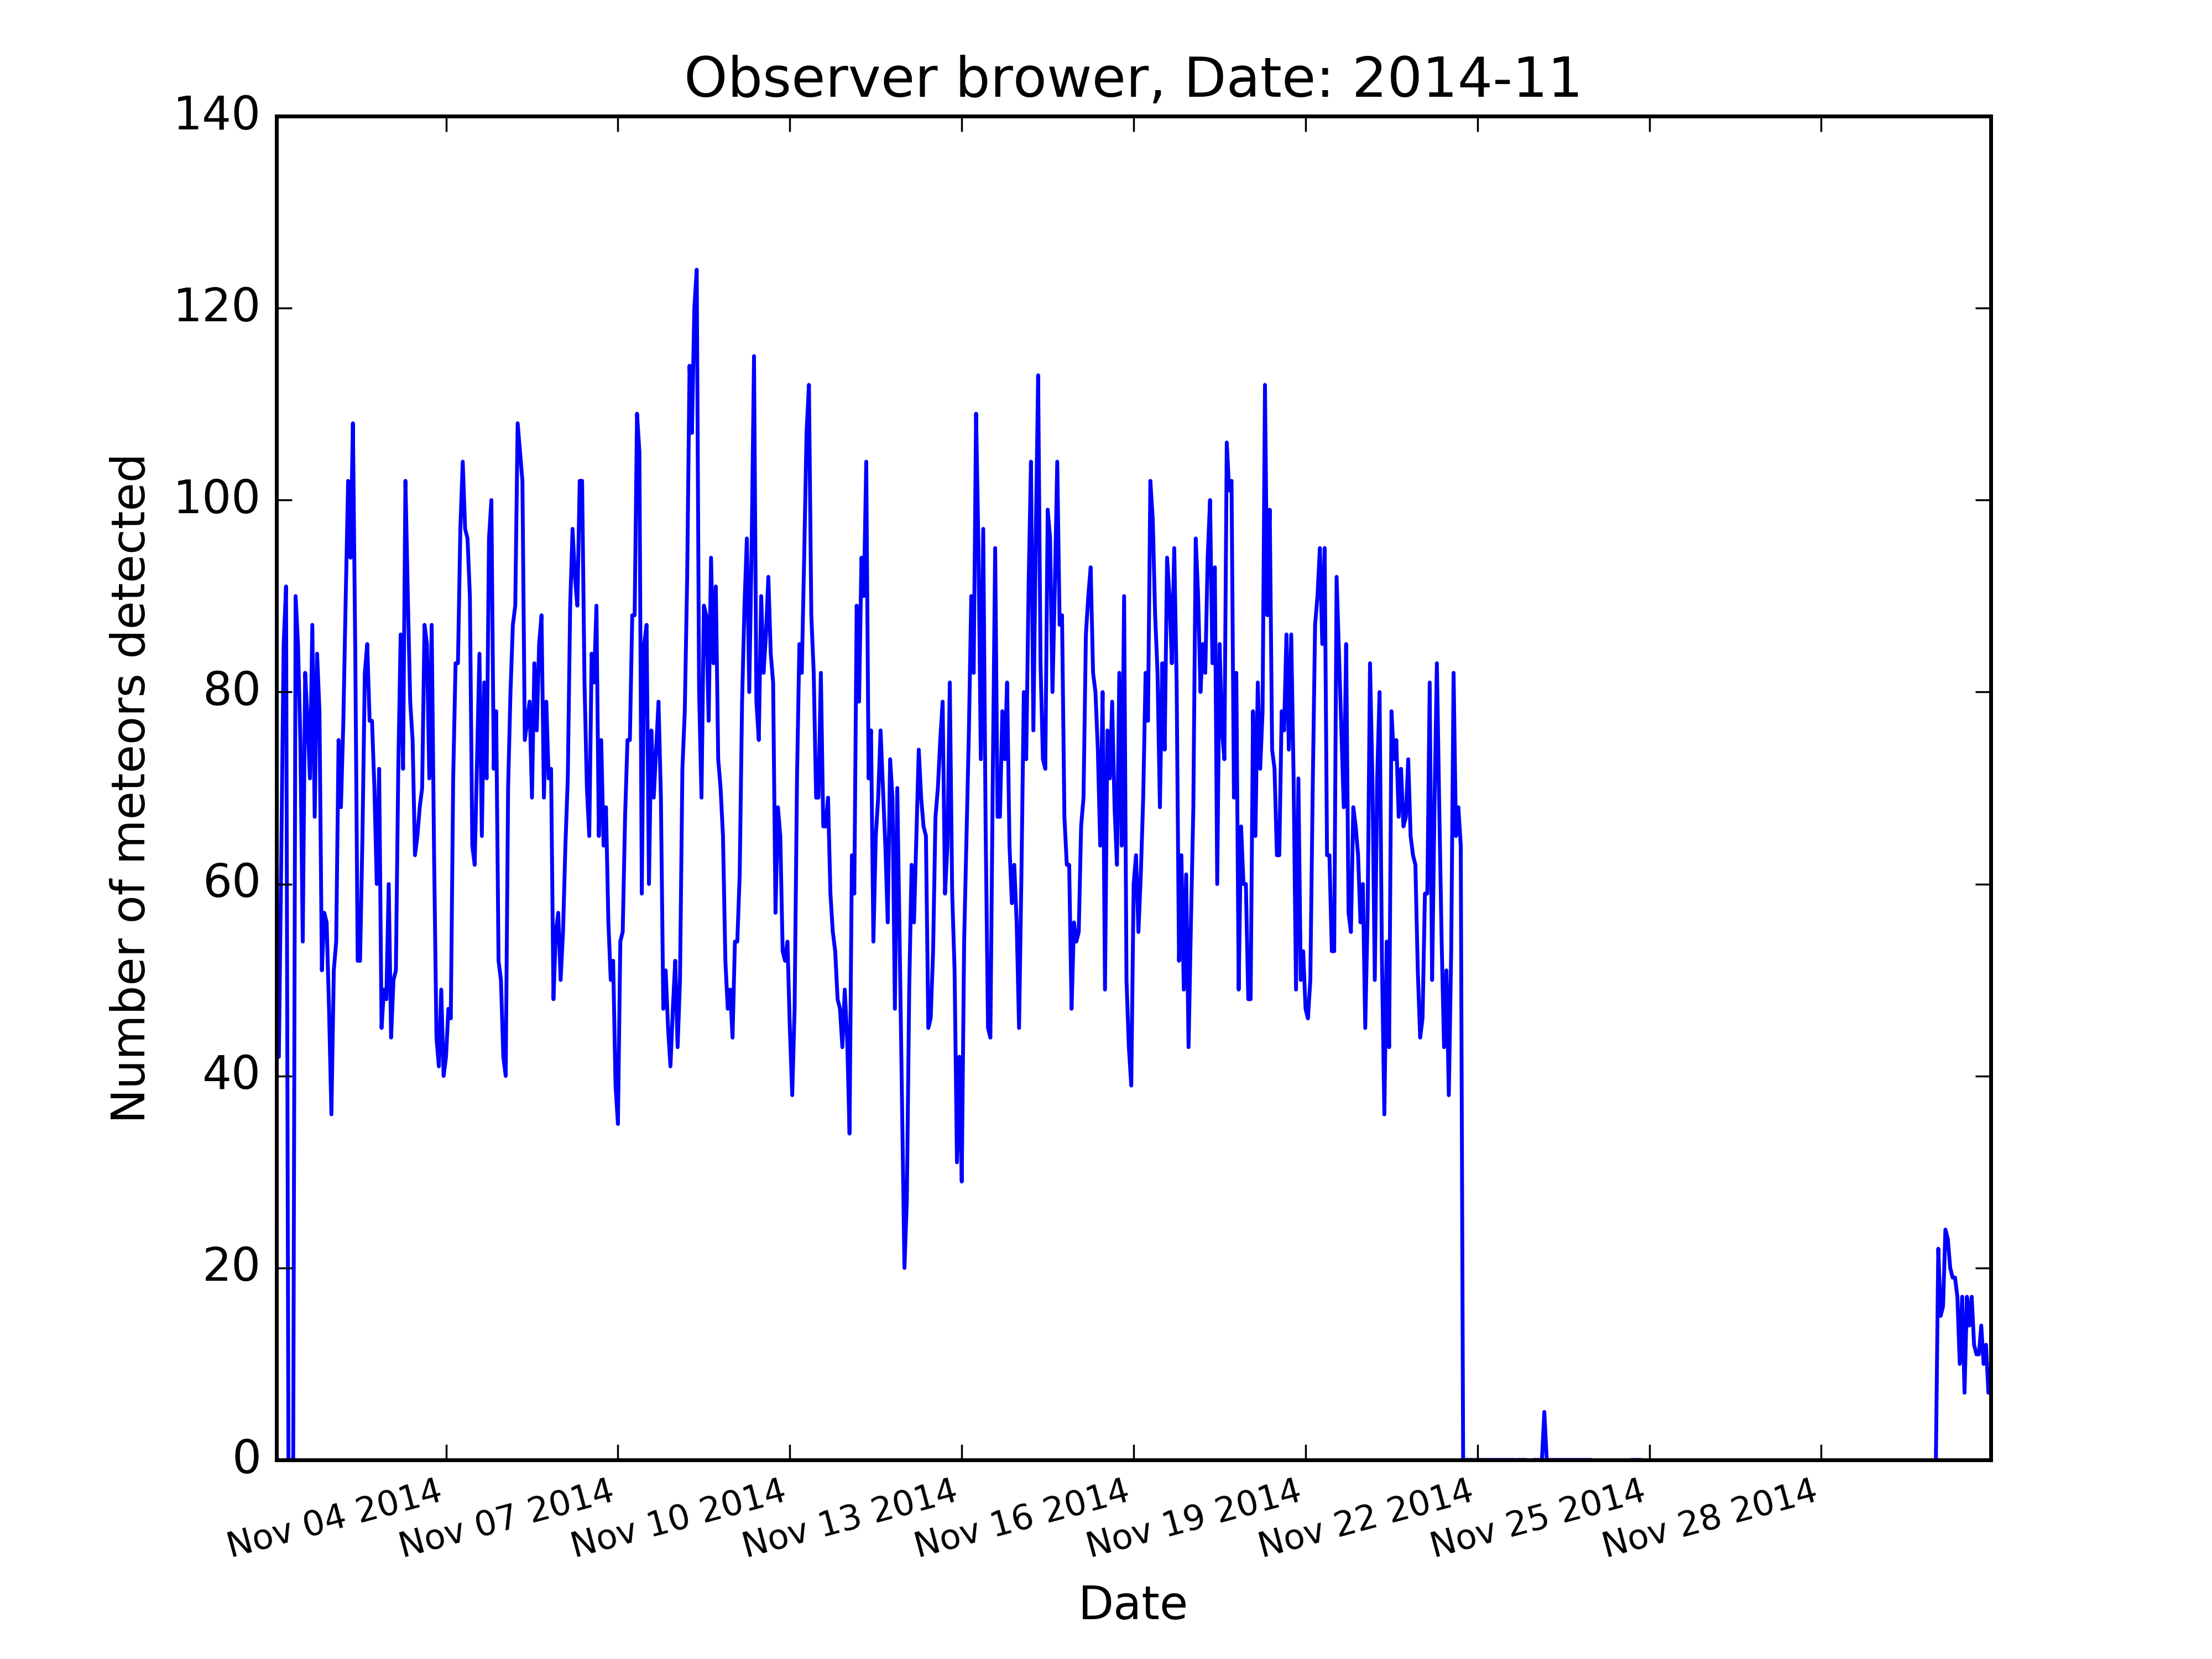 Observer brower, Date: 2014-11
140
120
100
80
60
40
20
0
Number of meteors detected
Nov 04 2014
Nov 07 2014
Nov 10 2014
Nov 13 2014
Nov 16 2014
Nov 19 2014
Nov 22 2014
Nov 25 2014
Nov 28 2014
Date